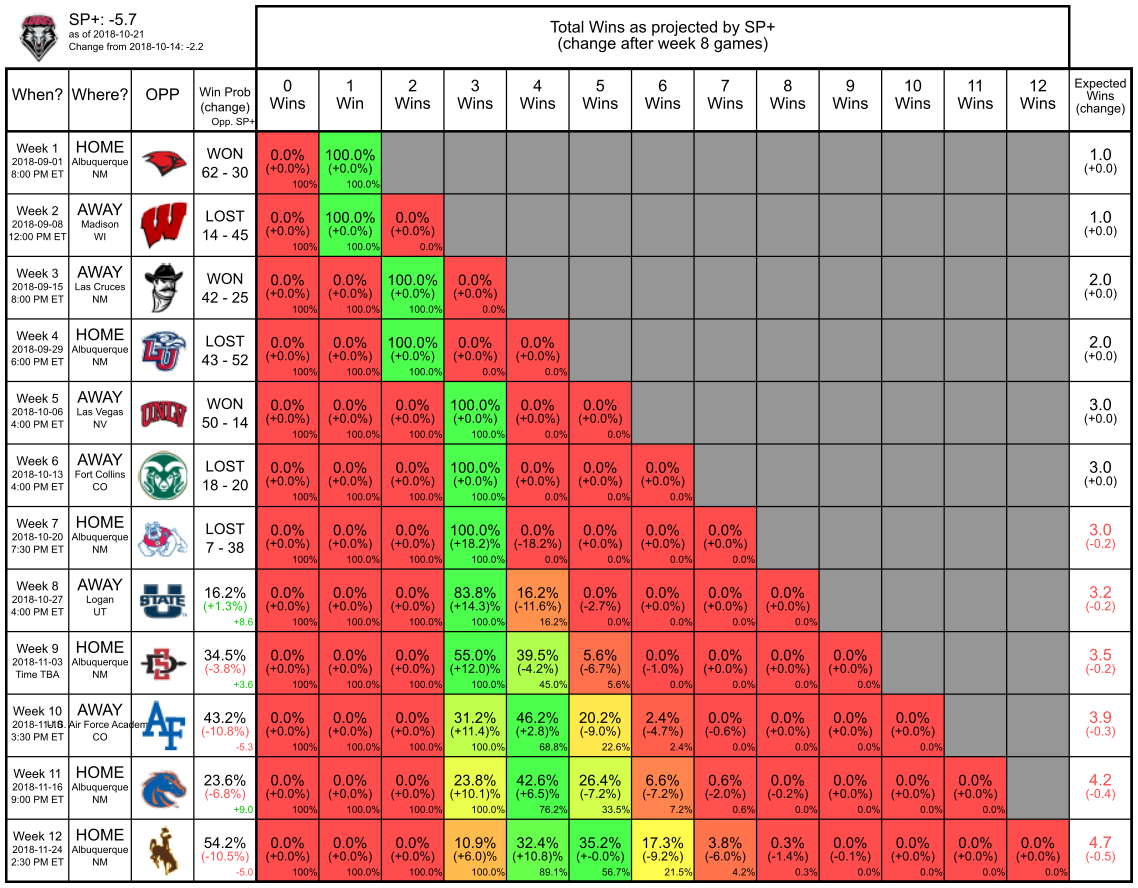 SP+: -5.7
as of 2018-10-21
Change from 2018-10-14: -2.2
Total Wins as projected by SP+
(change after week 8 games)
When? Where? OPP Win Prob (change) Opp. SP+ 0 Wins 1 Win 2 Wins 3 Wins 4 Wins 5 Wins 6 Wins 7 Wins 8 Wins 9 Wins 10 Wins 11 Wins 12 Wins Expected Wins (change)
Week 1 HOME WON 0.0% 100.0% 1.0
2018-09-01 Albuquerque (+0.0%) (+0.0%) (+0.0)
8:00 PM ET NM 62 - 30 100% 100.0%
Week 2 AWAY W LOST 0.0% 100.0% 0.0% 1.0
2018-09-08 Madison (+0.0%) (+0.0%) (+0.0%) (+0.0)
12:00 PM ET WI 14 - 45 100% 100.0% 0.0%
Week 3 AWAY WON 0.0% 0.0% 100.0% 0.0% 2.0
2018-09-15 Las Cruces (+0.0%) (+0.0%) (+0.0%) (+0.0%) (+0.0)
8:00 PM ET NM 42 - 25 100% 100.0% 100.0% 0.0%
Week 4 HOME LU LOST 0.0% 0.0% 100.0% 0.0% 0.0% 2.0
2018-09-29 Albuquerque (+0.0%) (+0.0%) (+0.0%) (+0.0%) (+0.0%) (+0.0)
6:00 PM ET NM 43 - 52 100% 100.0% 100.0% 0.0% 0.0%
Week 5 AWAY UNLV WON 0.0% 0.0% 0.0% 100.0% 0.0% 0.0% 3.0
2018-10-06 Las Vegas (+0.0%) (+0.0%) (+0.0%) (+0.0%) (+0.0%) (+0.0%) (+0.0)
4:00 PM ET NV 50 - 14 100% 100.0% 100.0% 100.0% 0.0% 0.0%
Week 6 AWAY LOST 0.0% 0.0% 0.0% 100.0% 0.0% 0.0% 0.0% 3.0
2018-10-13 Fort Collins (+0.0%) (+0.0%) (+0.0%) (+0.0%) (+0.0%) (+0.0%) (+0.0%) (+0.0)
4:00 PM ET CO 18 - 20 100% 100.0% 100.0% 100.0% 0.0% 0.0% 0.0%
Week 7 HOME LOST 0.0% 0.0% 0.0% 100.0% 0.0% 0.0% 0.0% 0.0% 3.0
2018-10-20 Albuquerque (+0.0%) (+0.0%) (+0.0%) (+18.2)% (-18.2%) (+0.0%) (+0.0%) (+0.0%) (-0.2)
7:30 PM ET NM 7 - 38 100% 100.0% 100.0% 100.0% 0.0% 0.0% 0.0% 0.0%
Week 8 AWAY U STATE 16.2% 0.0% 0.0% 0.0% 83.8% 16.2% 0.0% 0.0% 0.0% 0.0% 3.2
2018-10-27 Logan (+1.3%) (+0.0%) (+0.0%) (+0.0%) (+14.3)% (-11.6%) (-2.7%) (+0.0%) (+0.0%) (+0.0%) (-0.2)
4:00 PM ET UT +8.6 100% 100.0% 100.0% 100.0% 16.2% 0.0% 0.0% 0.0% 0.0%
Week 9 HOME SD 34.5% 0.0% 0.0% 0.0% 55.0% 39.5% 5.6% 0.0% 0.0% 0.0% 0.0% 3.5
2018-11-03 Albuquerque (-3.8%) (+0.0%) (+0.0%) (+0.0%) (+12.0)% (-4.2%) (-6.7%) (-1.0%) (+0.0%) (+0.0%) (+0.0%) (-0.2)
Time TBA NM +3.6 100% 100.0% 100.0% 100.0% 45.0% 5.6% 0.0% 0.0% 0.0% 0.0%
Week 10 AWAY AF 43.2% 0.0% 0.0% 0.0% 31.2% 46.2% 20.2% 2.4% 0.0% 0.0% 0.0% 0.0% 3.9
Air Force Academy (-10.8%) (+0.0%) (+0.0%) (+0.0%) (+11.4)% (+2.8)% (-9.0%) (-4.7%) (-0.6%) (+0.0%) (+0.0%) (+0.0%) (-0.3)
3:30 PM ET CO -5.3 100% 100.0% 100.0% 100.0% 68.8% 22.6% 2.4% 0.0% 0.0% 0.0% 0.0%
Week 11 HOME 23.6% 0.0% 0.0% 0.0% 23.8% 42.6% 26.4% 6.6% 0.6% 0.0% 0.0% 0.0% 0.0% 4.2
2018-11-16 Albuquerque (-6.8%) (+0.0%) (+0.0%) (+0.0%) (+10.1)% (+6.5)% (-7.2%) (-7.2%) (-2.0%) (-0.2%) (+0.0%) (+0.0%) (+0.0%) (-0.4)
9:00 PM ET NM +9.0 100% 100.0% 100.0% 100.0% 76.2% 33.5% 7.2% 0.6% 0.0% 0.0% 0.0% 0.0%
Week 12 HOME 54.2% 0.0% 0.0% 0.0% 10.9% 32.4% 35.2% 17.3% 3.8% 0.3% 0.0% 0.0% 0.0% 0.0% 4.7
2018-11-24 Albuquerque (-10.5%) (+0.0%) (+0.0%) (+0.0%) (+6.0)% (+10.8)% (+-0.0%) (-9.2%) (-6.0%) (-1.4%) (-0.1%) (+0.0%) (+0.0%) (+0.0%) (-0.5)
2:30 PM ET NM -5.0 100% 100.0% 100.0% 100.0% 89.1% 56.7% 21.5% 4.2% 0.3% 0.0% 0.0% 0.0% 0.0%